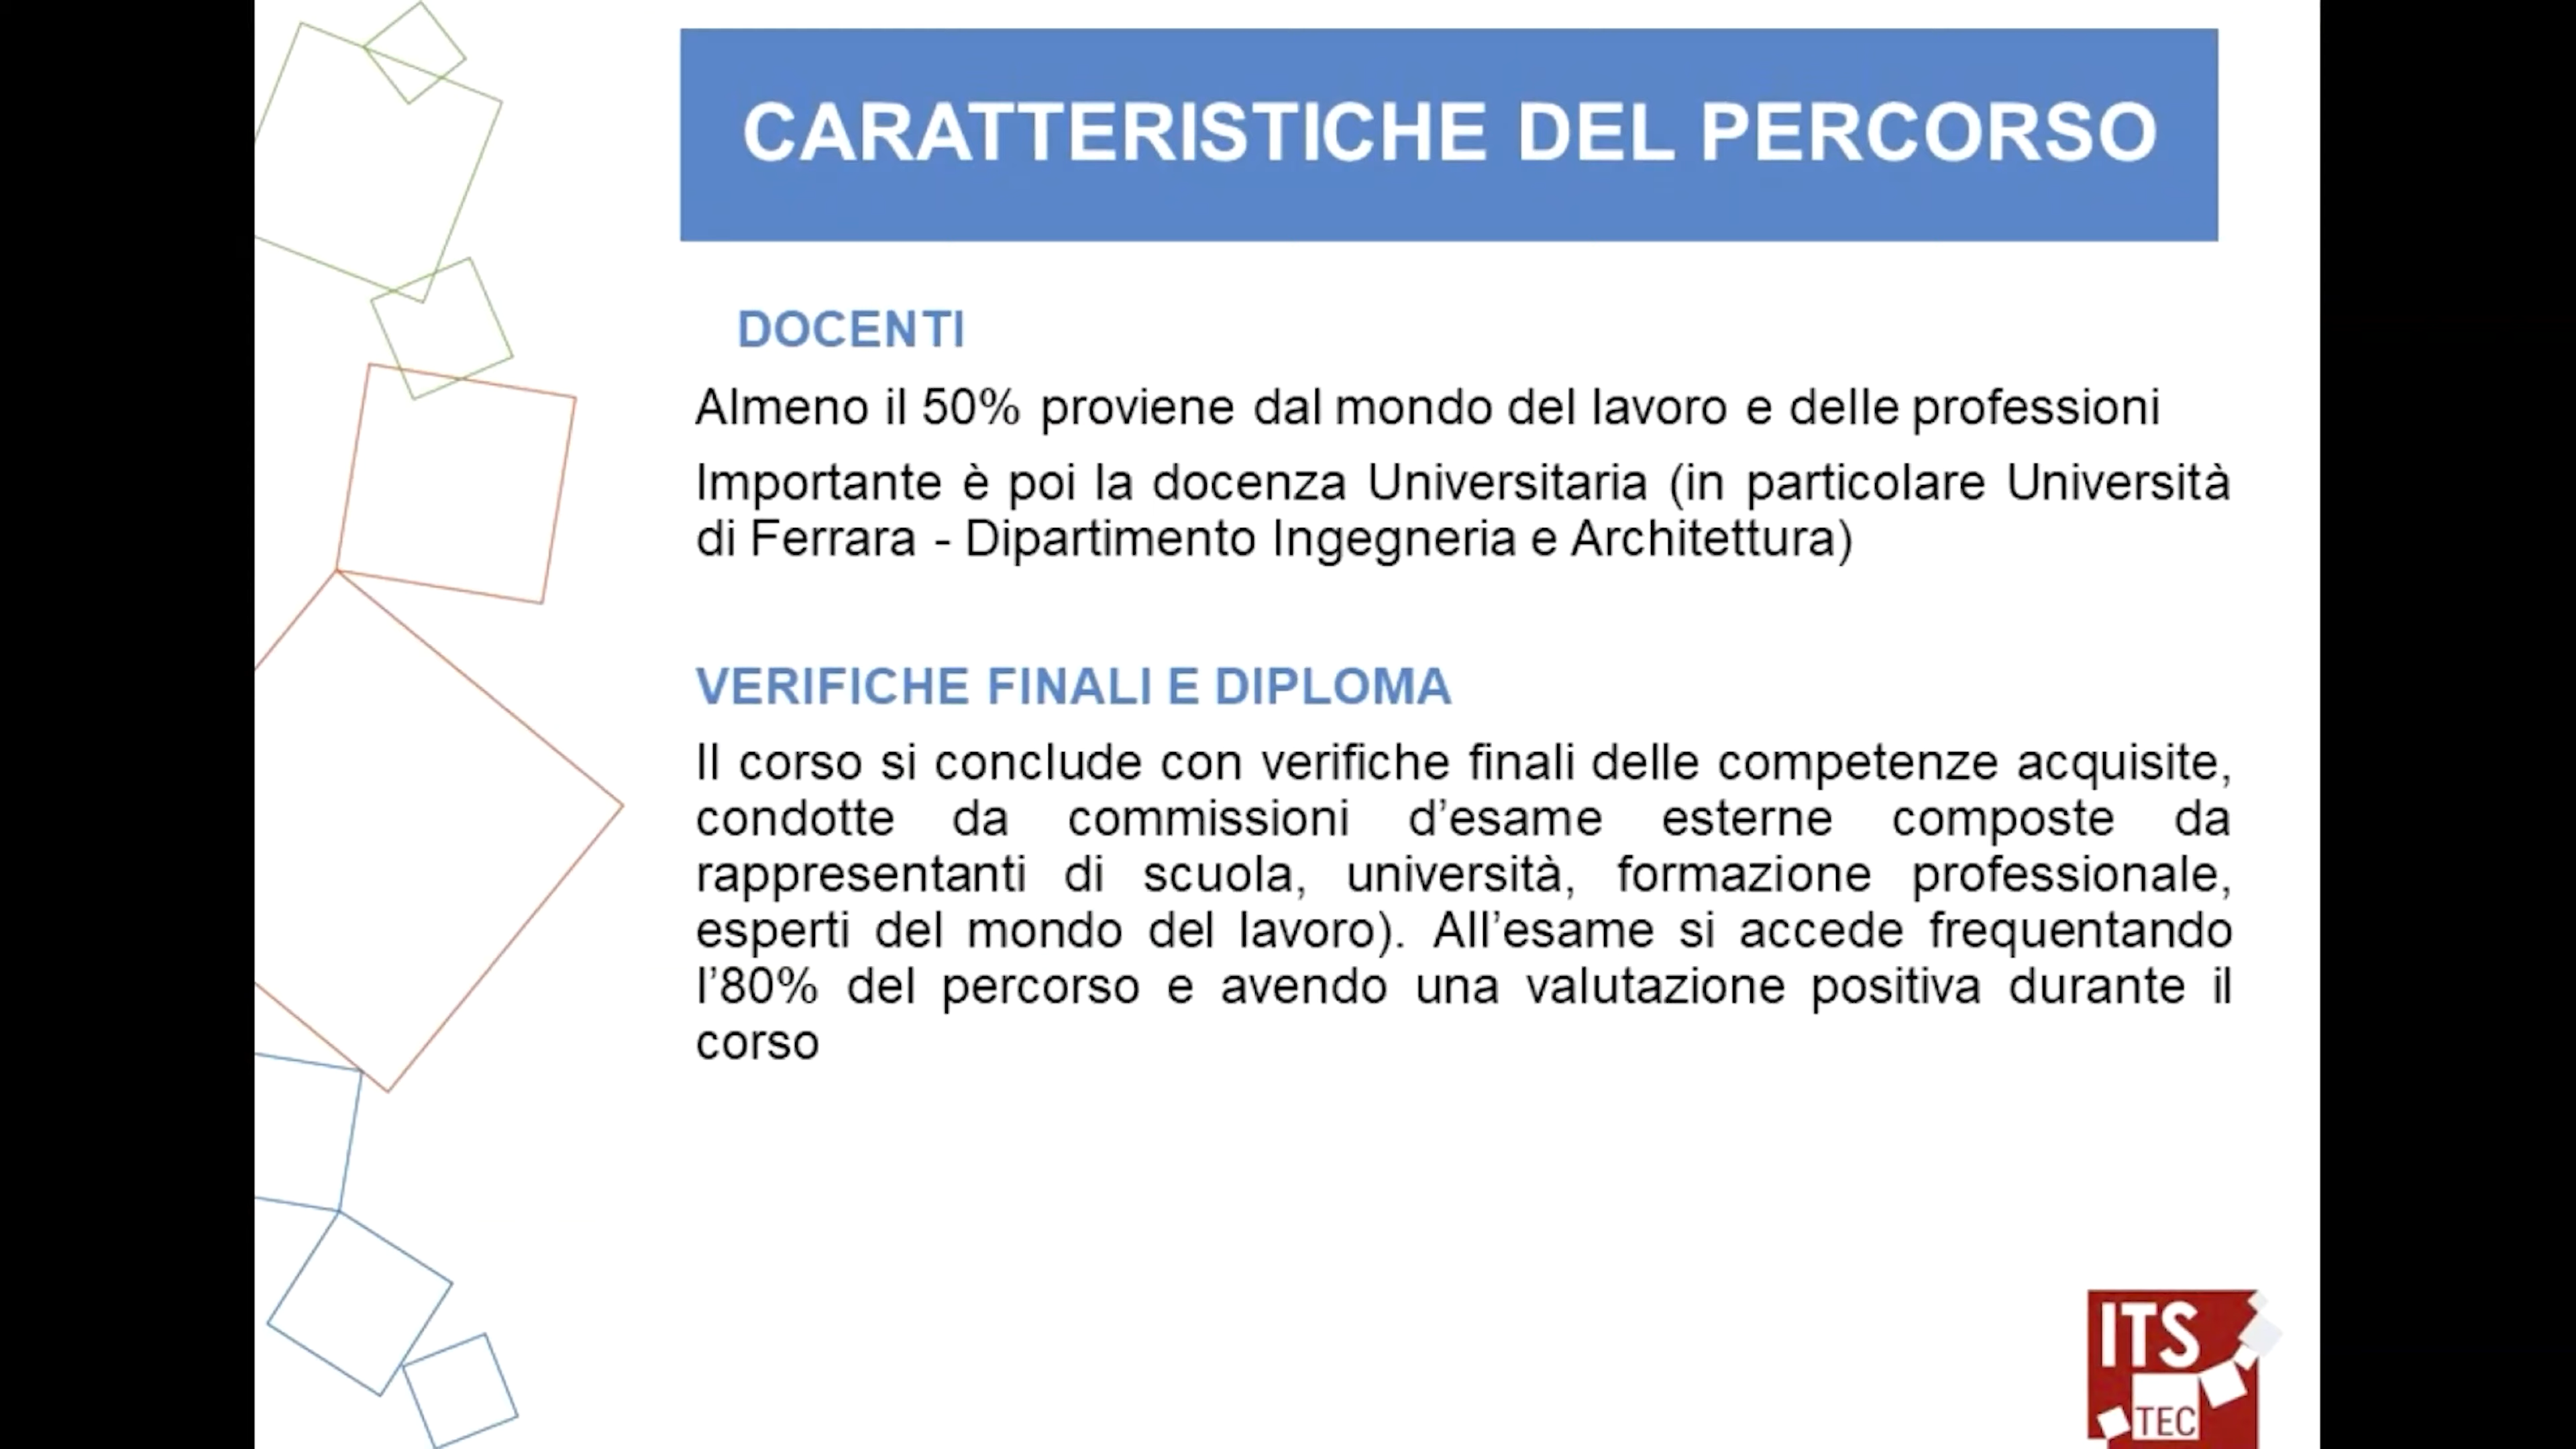 CARATTERISTICHE DEL PERCORSO
DOCENTI
Almeno il 50% proviene dal mondo del lavoro e delle professioni
Importante è poi la docenza Universitaria (in particolare Università
di Ferrara - Dipartimento Ingegneria e Architettura)
VERIFICHE FINALI E DIPLOMA
Il corso si conclude con verifiche finali delle competenze acquisite,
condotte da commissioni d’esame esterne composte da
rappresentanti di scuola, università, formazione professionale,
esperti del mondo del lavoro). All’esame si accede frequentando
l’80% del percorso e avendo una valutazione positiva durante il
corso
ITS
TEC